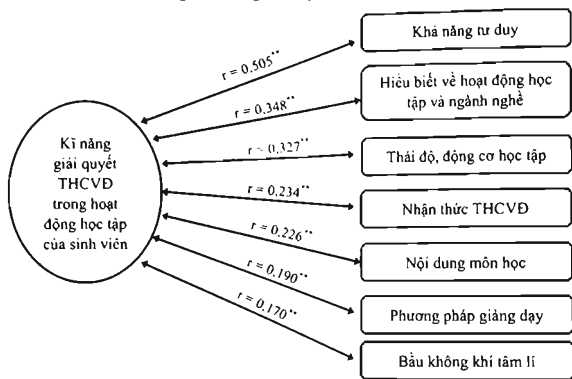 Khả năng tư duy
r = 0.505**
Hiểu biết về hoạt động học
tập và ngành nghề
r = 0.348**
Kĩ năng
giải quyết
THCVĐ
trong hoạt
động học tập
của sinh viên
r = 0.327**
Thái độ, động cơ học tập
r = 0.234**
Nhận thức THCVĐ
r = 0.226**
Nội dung môn học
r = 0.190**
Phương pháp giảng dạy
r = 0.170**
Bầu không khí tâm lí